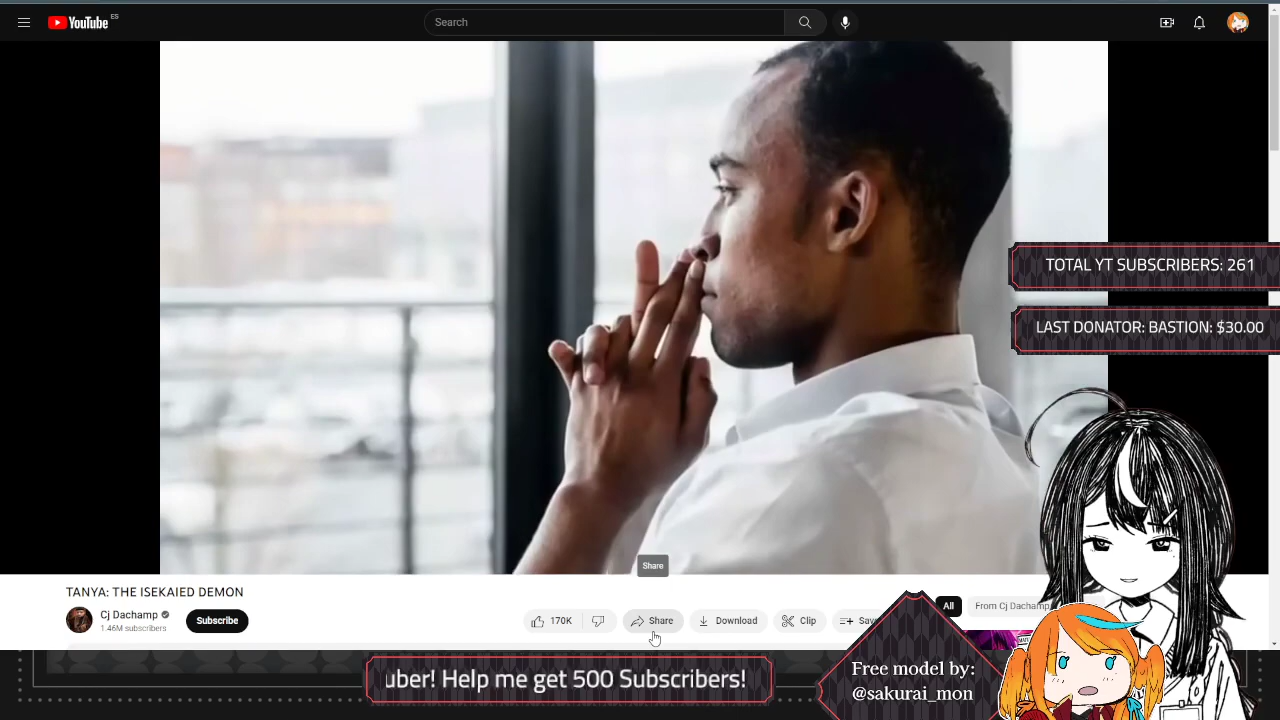 YouTube ES
Search
TOTAL YT SUBSCRIBERS: 261
LAST DONATOR: BASTION: $30.00
Share
TANYA: THE ISEKAIED DEMON
Cj Dachamp
1.46M subscribers
Subscribe
170K
Share
Download
Clip
All
From Cj Dachamp
uber! Help me get 500 Subscribers!
Free model by:
@sakurai_mon